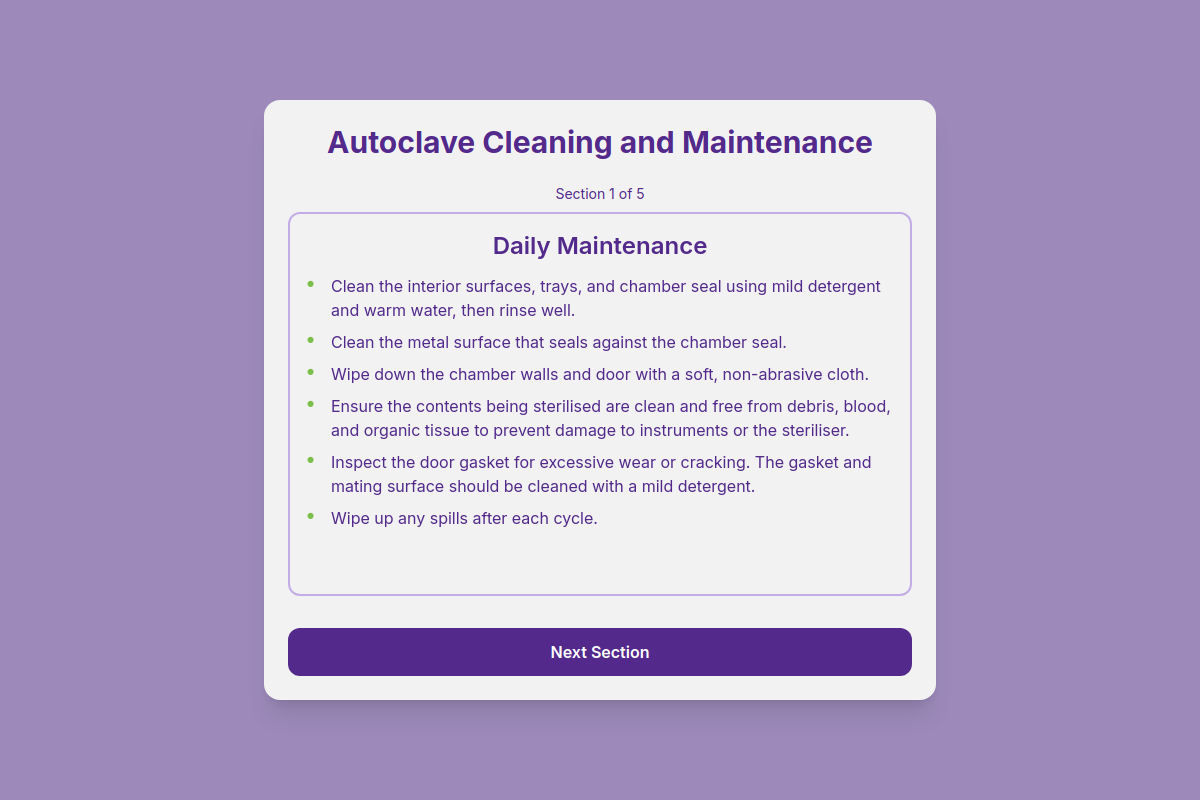 Autoclave Cleaning and Maintenance
Section 1 of 5
Daily Maintenance
• Clean the interior surfaces, trays, and chamber seal using mild detergent
and warm water, then rinse well.
• Clean the metal surface that seals against the chamber seal.
• Wipe down the chamber walls and door with a soft, non-abrasive cloth.
• Ensure the contents being sterilised are clean and free from debris, blood,
and organic tissue to prevent damage to instruments or the steriliser.
• Inspect the door gasket for excessive wear or cracking. The gasket and
mating surface should be cleaned with a mild detergent.
• Wipe up any spills after each cycle.
Next Section